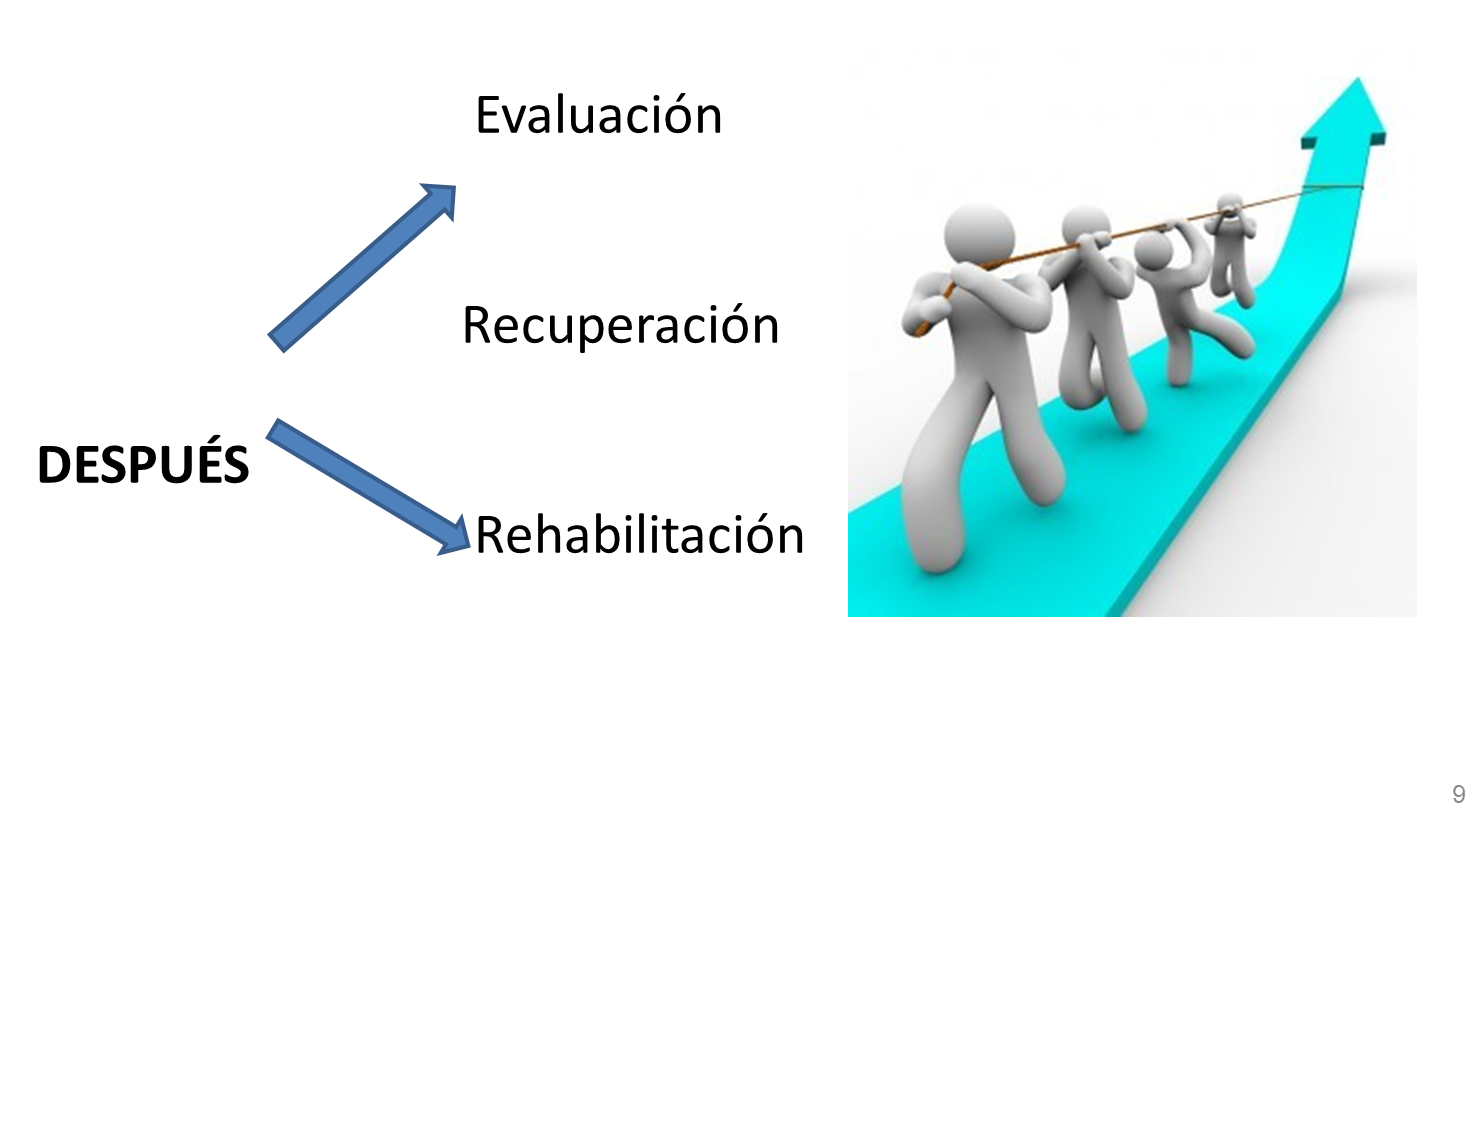 Evaluación
Recuperación
DESPUÉS
Rehabilitación
9